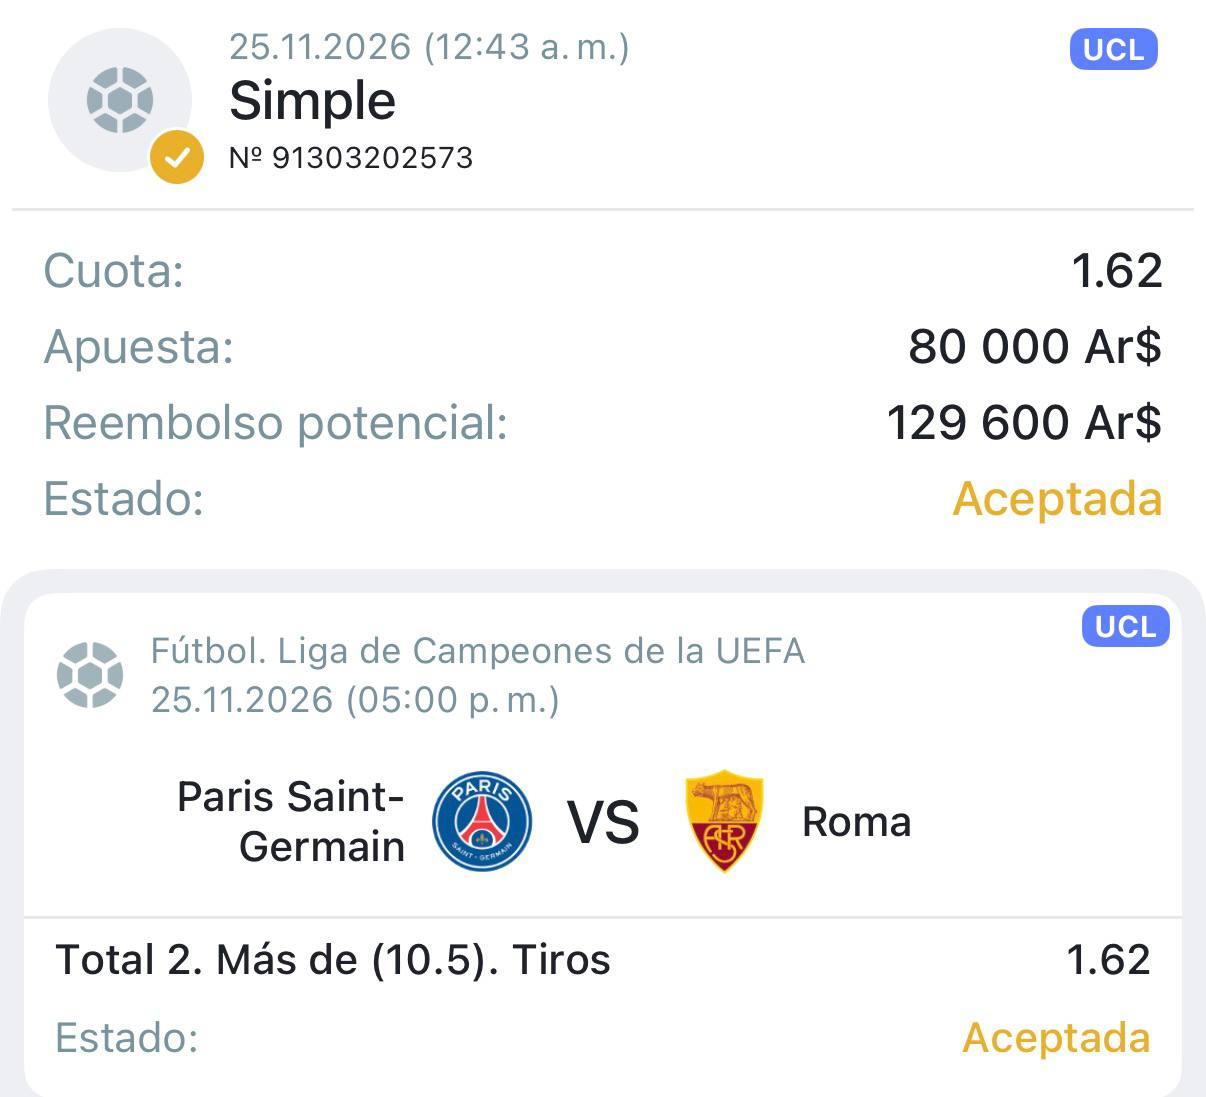 25.11.2026 (12:43 a. m.)
UCL
Simple
Nº 91303202573
Cuota: 1.62
Apuesta: 80 000 Ar$
Reembolso potencial: 129 600 Ar$
Estado: Aceptada
UCL
Fútbol. Liga de Campeones de la UEFA
25.11.2026 (05:00 p. m.)
Paris Saint-
Germain
PARIS
SAINT-GERMAIN
VS
ASR
Roma
Total 2. Más de (10.5). Tiros 1.62
Estado: Aceptada